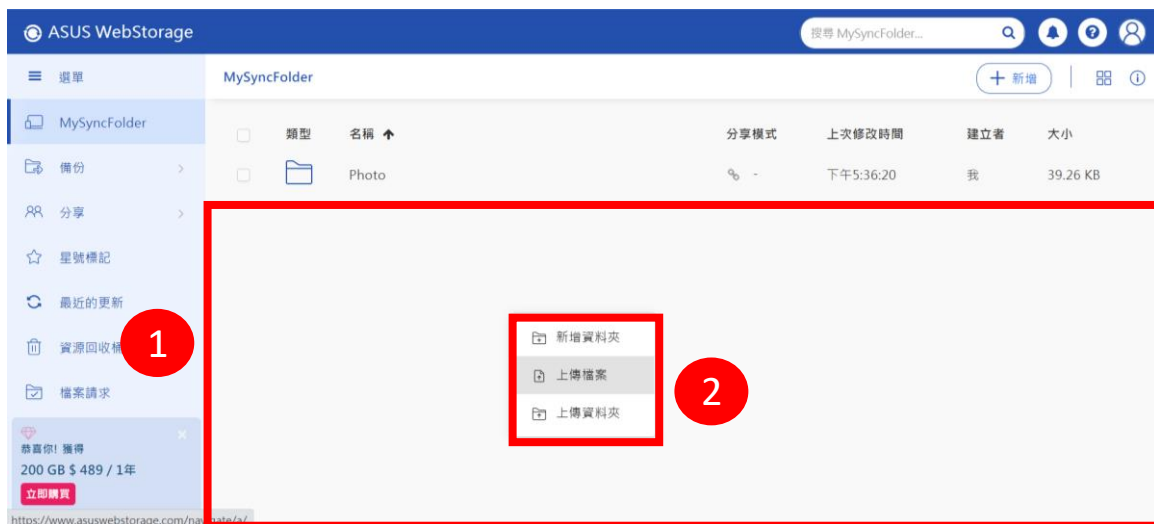 ASUS WebStorage
搜尋 MySyncFolder...
選單
MySyncFolder
新增
MySyncFolder
類型 名稱 分享模式 上次修改時間 建立者 大小
備份
Photo - 下午5:36:20 我 39.26 KB
分享
星號標記
最近的更新
1
資源回收桶
新增資料夾
上傳檔案
2
檔案請求
上傳資料夾
恭喜你! 獲得
200 GB $ 489 / 1年
立即購買
https://www.asuswebstorage.com/navigate/a/